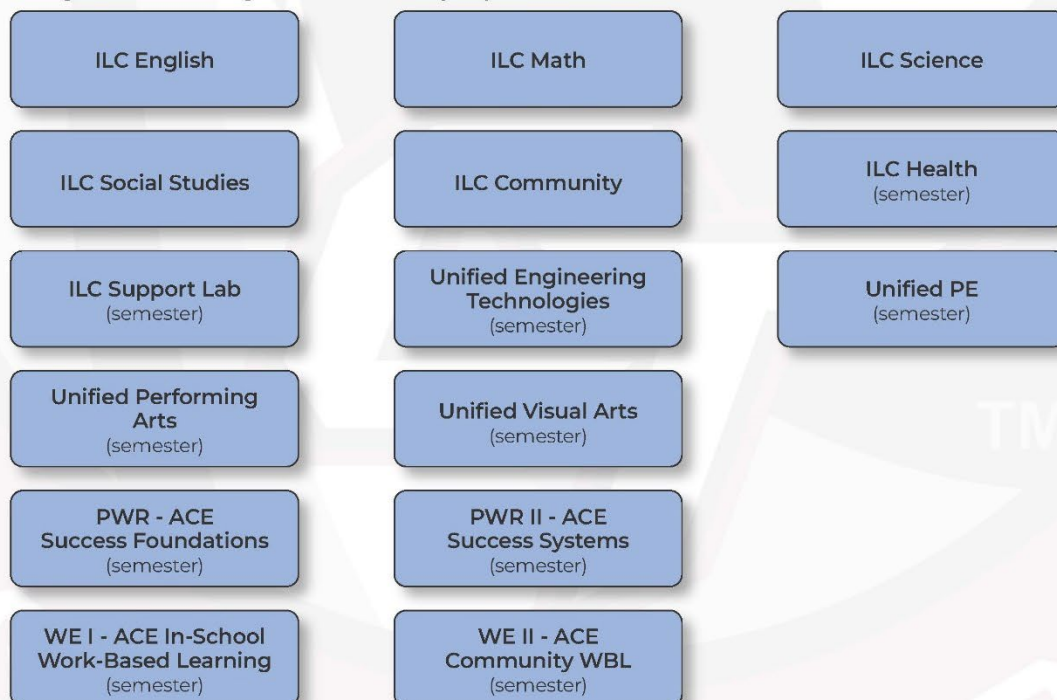 ILC English
ILC Math
ILC Science
ILC Social Studies
ILC Community
ILC Health
(semester)
ILC Support Lab
(semester)
Unified Engineering
Technologies
(semester)
Unified PE
(semester)
Unified Performing
Arts
(semester)
Unified Visual Arts
(semester)
TM
PWR - ACE
Success Foundations
(semester)
PWR II - ACE
Success Systems
(semester)
WE I - ACE In-School
Work-Based Learning
(semester)
WE II - ACE
Community WBL
(semester)